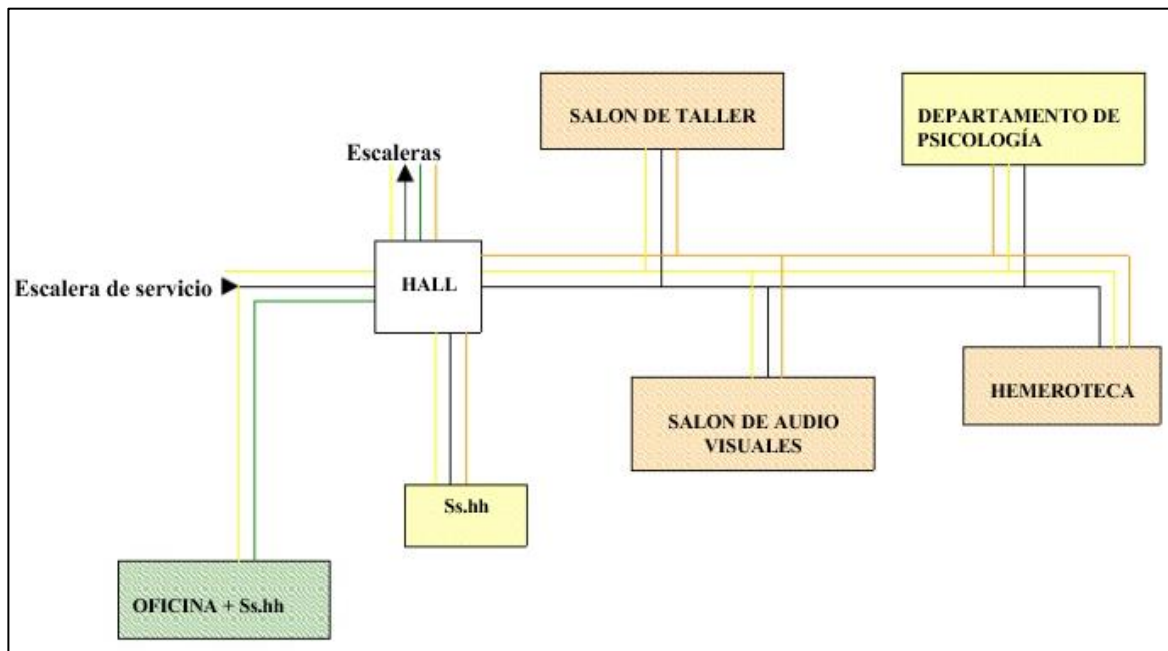 SALON DE TALLER
DEPARTAMENTO DE
PSICOLOGÍA
Escaleras
Escalera de servicio
HALL
HEMEROTECA
SALON DE AUDIO
VISUALES
Ss.hh
OFICINA + Ss.hh